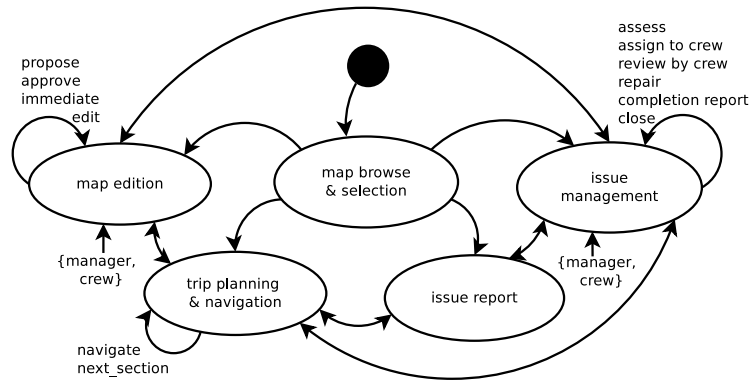 propose
approve
immediate
edit
assess
assign to crew
review by crew
repair
completion report
close
map edition
map browse
& selection
issue
management
{manager,
crew}
trip planning
& navigation
issue report
{manager,
crew}
navigate
next_section